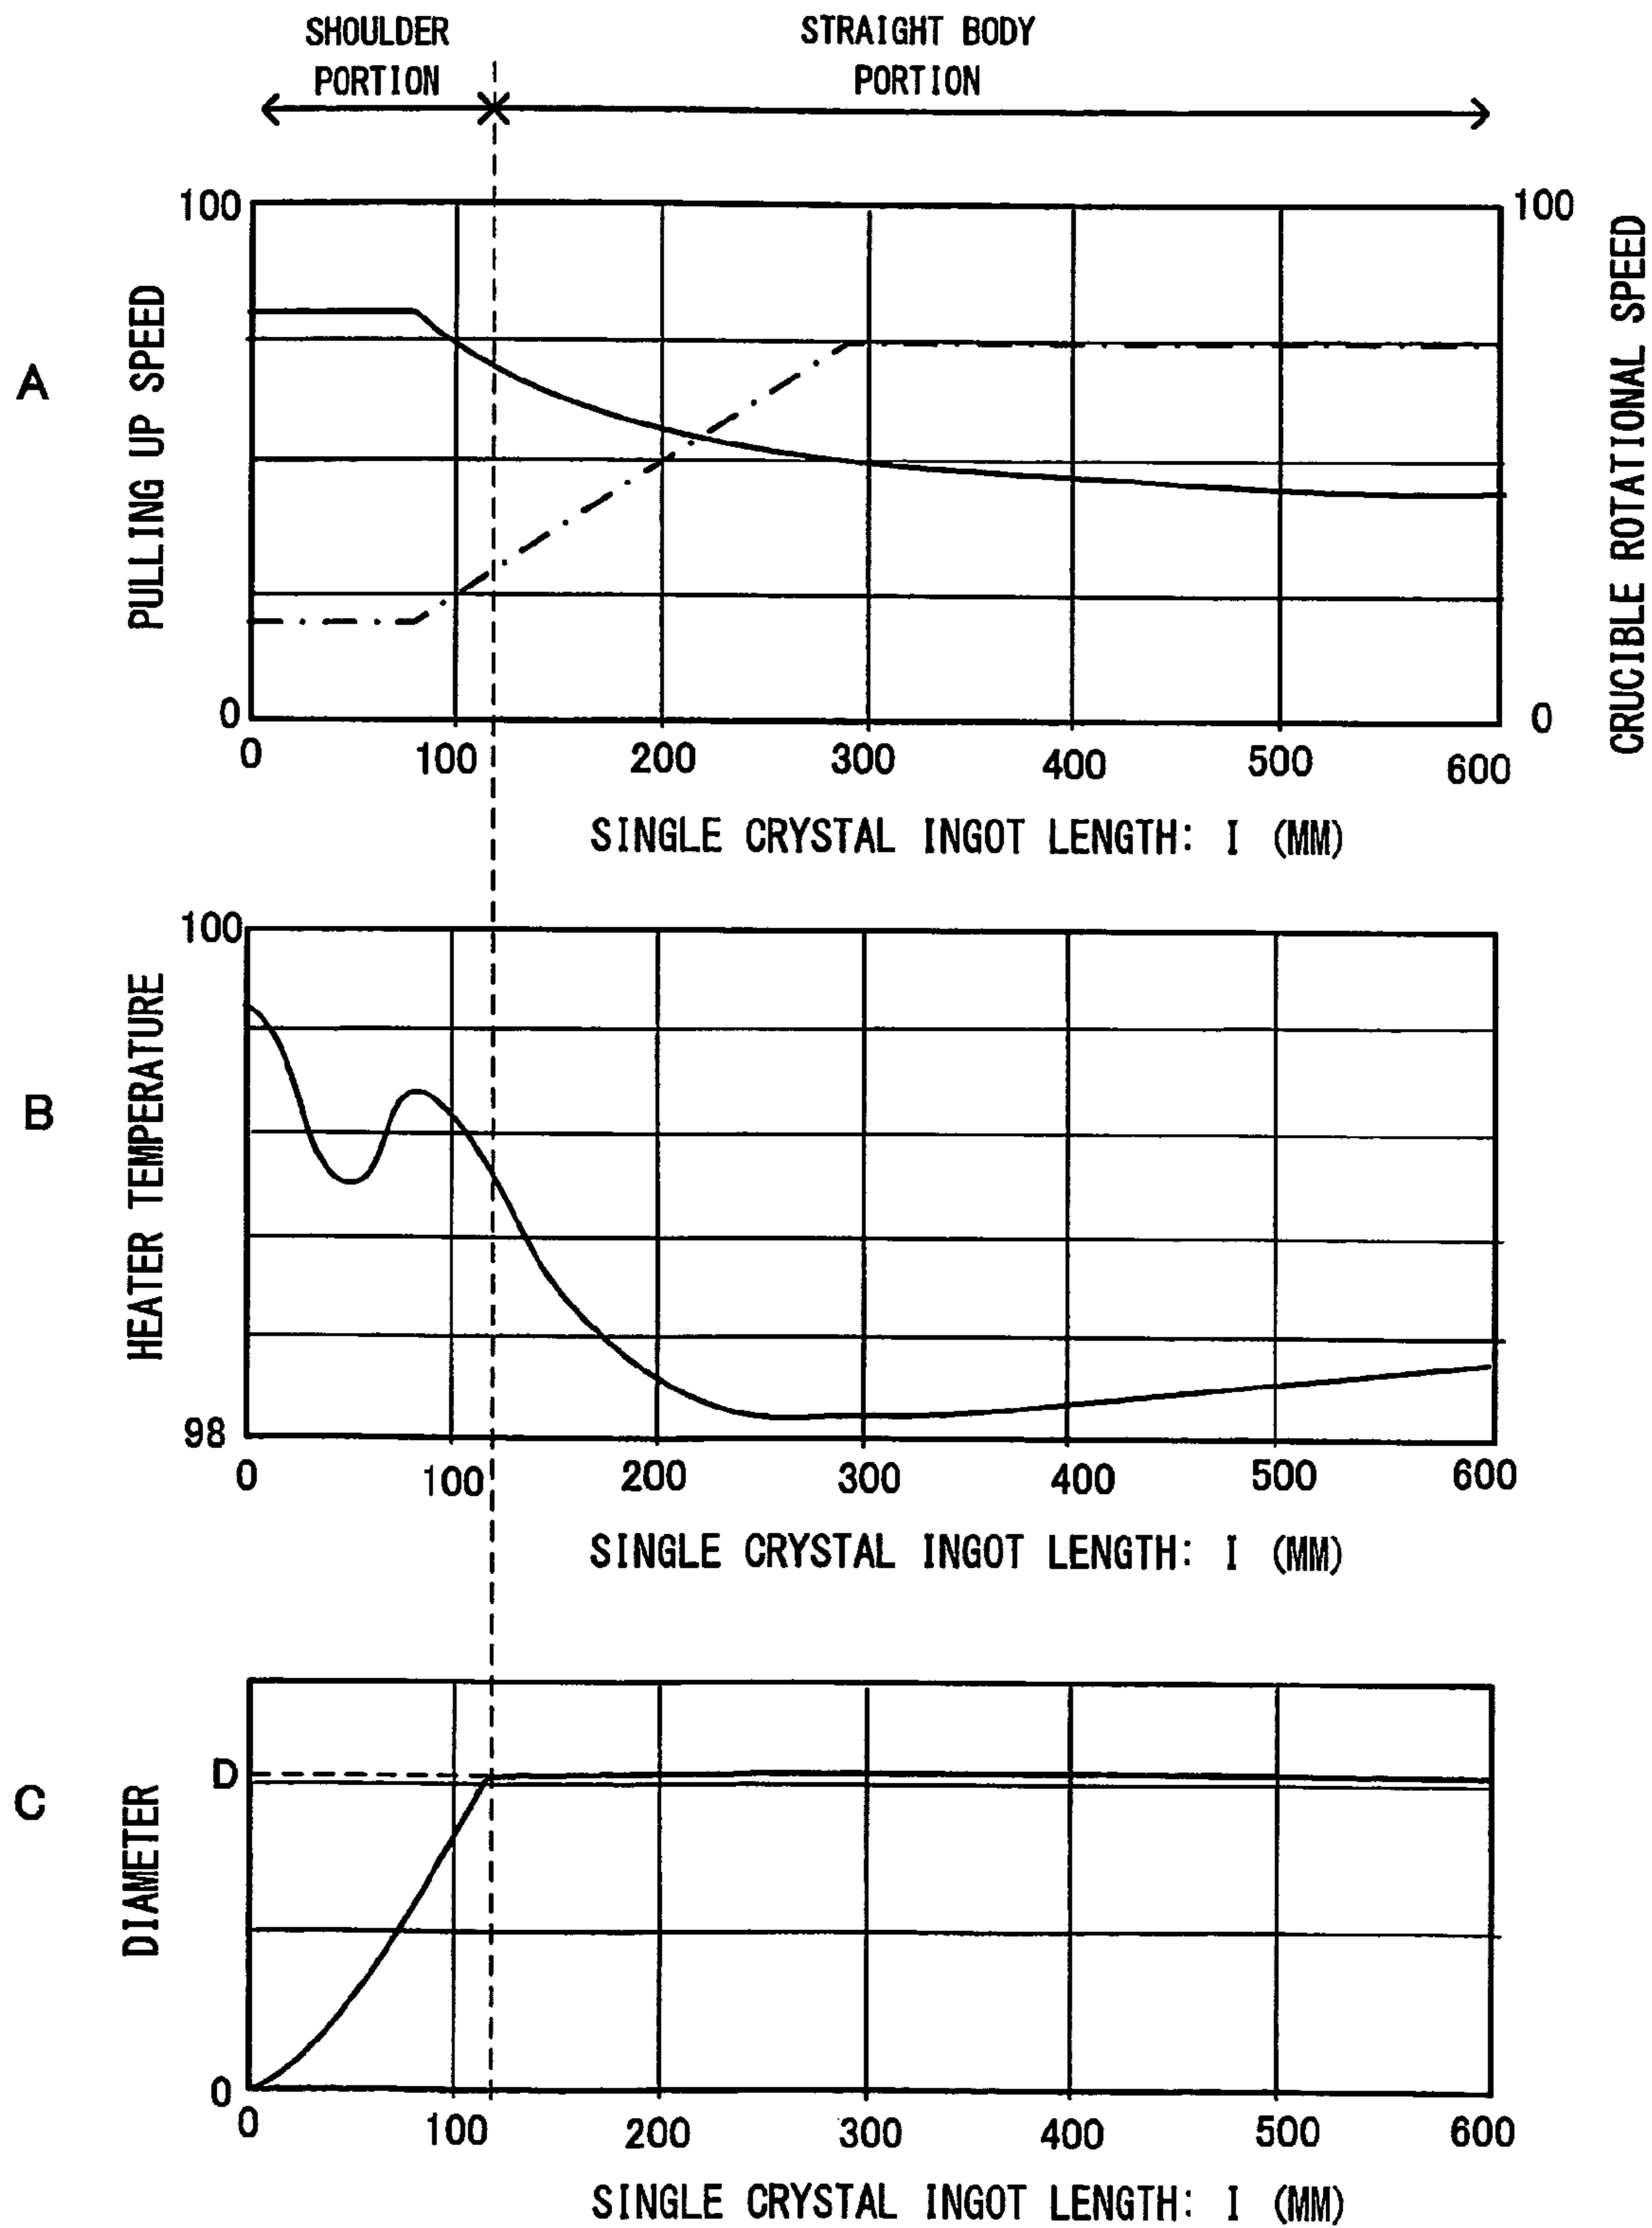 SHOULDER
PORTION
STRAIGHT BODY
PORTION
A
PULLING UP SPEED
100
0
100
0
CRUCIBLE ROTATIONAL SPEED
0 100 200 300 400 500 600
SINGLE CRYSTAL INGOT LENGTH: I (MM)
B
HEATER TEMPERATURE
100
98
0 100 200 300 400 500 600
SINGLE CRYSTAL INGOT LENGTH: I (MM)
C
DIAMETER
D
0
0 100 200 300 400 500 600
SINGLE CRYSTAL INGOT LENGTH: I (MM)